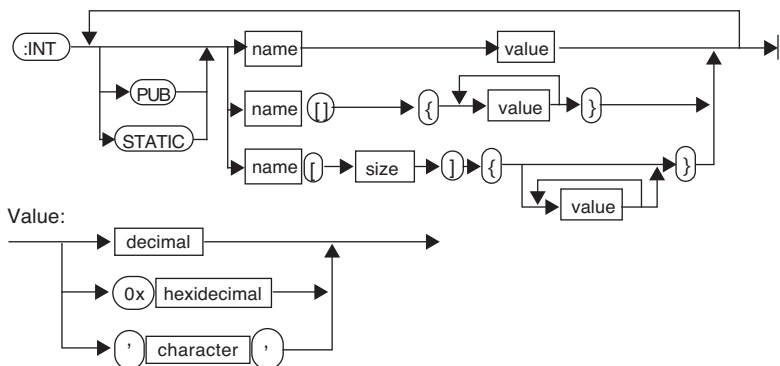 :INT name value
PUB name [] { value }
STATIC name [ size ] { value }
Value:
decimal
0x hexidecimal
' character '